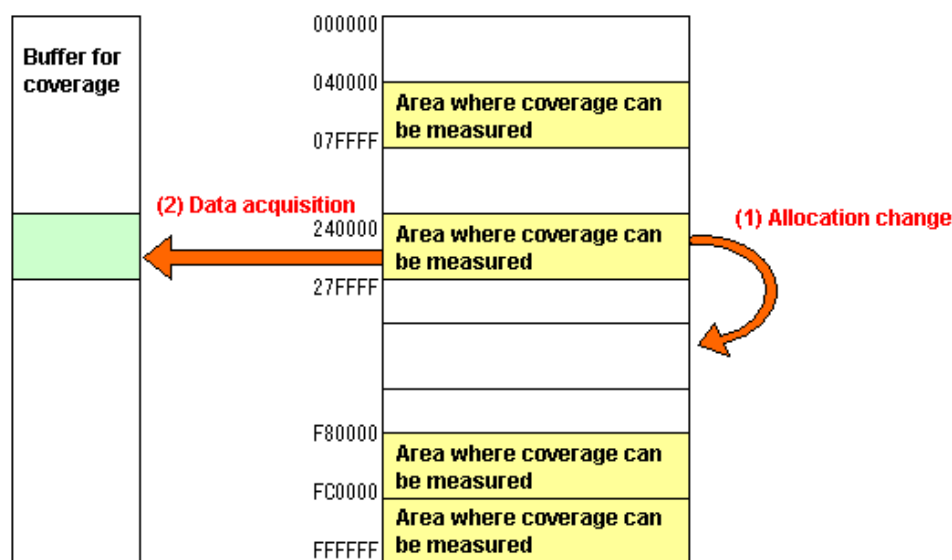 000000
Buffer for
coverage
040000
Area where coverage can
be measured
07FFFF
(2) Data acquisition
240000
Area where coverage can
be measured
(1) Allocation change
27FFFF
F80000
Area where coverage can
be measured
FC0000
Area where coverage can
be measured
FFFFFF